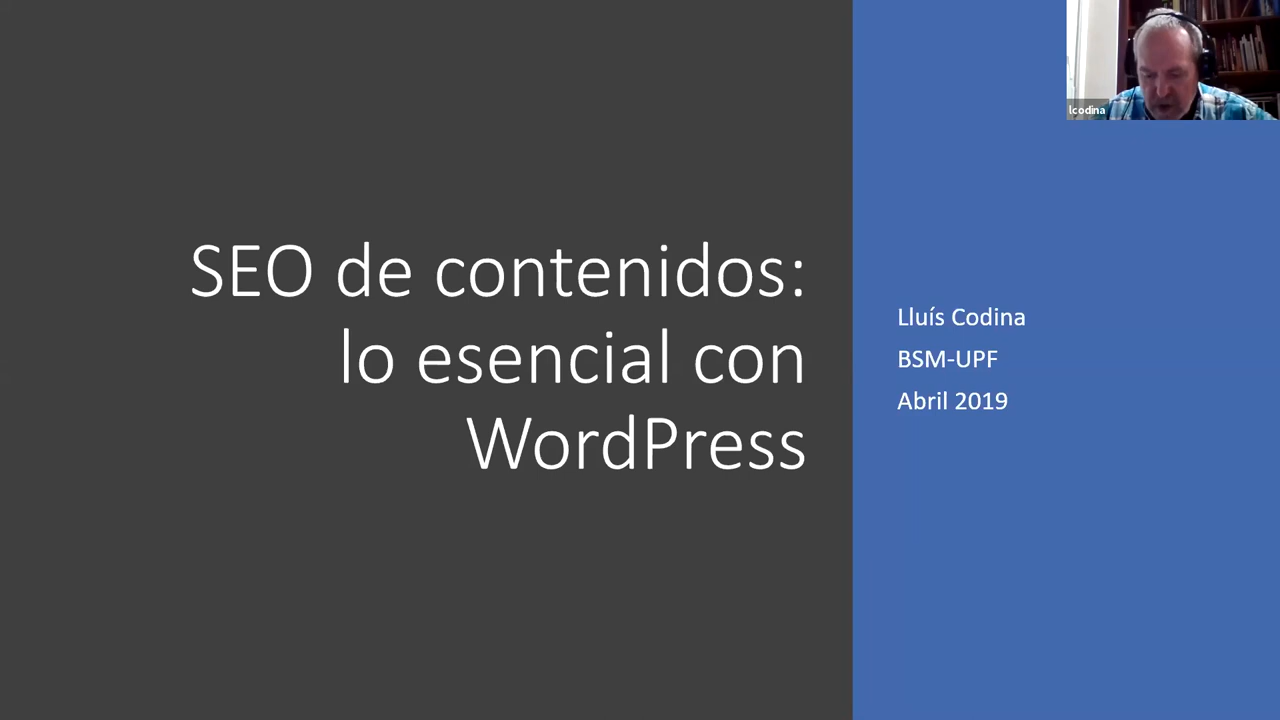 SEO de contenidos:
lo esencial con
WordPress
Lluís Codina
BSM-UPF
Abril 2019
lcodina